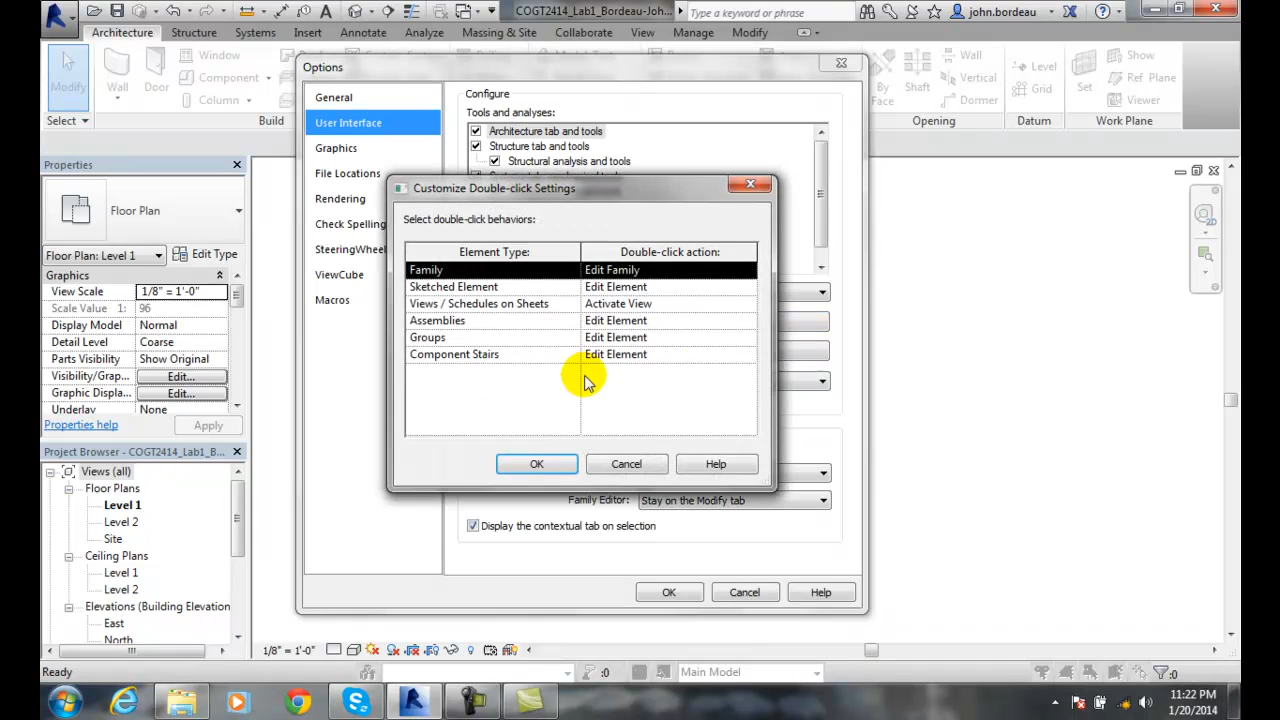 COGT2414_Lab1_Bordeau-Joh...
Type a keyword or phrase
john.bordeau
Architecture
Structure
Systems
Insert
Annotate
Analyze
Massing & Site
Collaborate
View
Manage
Modify
Modify
Wall
Door
Window
Component
Column
By Face
Shaft
Wall
Vertical
Dormer
Level
Grid
Set
Show
Ref Plane
Viewer
Select
Build
Opening
Datum
Work Plane
Properties
Floor Plan
Floor Plan: Level 1
Edit Type
Graphics
View Scale 1/8" = 1'-0"
Scale Value 1: 96
Display Model Normal
Detail Level Coarse
Parts Visibility Show Original
Visibility/Grap... Edit...
Graphic Displa... Edit...
Underlay None
Properties help
Apply
Project Browser - COGT2414_Lab1_B...
Views (all)
Floor Plans
Level 1
Level 2
Site
Ceiling Plans
Level 1
Level 2
Elevations (Building Elevation
East
North
Options
General
User Interface
Graphics
File Locations
Rendering
Check Spelling
SteeringWheel
ViewCube
Macros
Configure
Tools and analyses:
Architecture tab and tools
Structure tab and tools
Structural analysis and tools
Customize Double-click Settings
Select double-click behaviors:
Element Type: Double-click action:
Family Edit Family
Sketched Element Edit Element
Views / Schedules on Sheets Activate View
Assemblies Edit Element
Groups Edit Element
Component Stairs Edit Element
OK Cancel Help
Family Editor: Stay on the Modify tab
Display the contextual tab on selection
OK Cancel Help
2D
1/8" = 1'-0"
Ready
:0
Main Model
:0
11:22 PM
1/20/2014